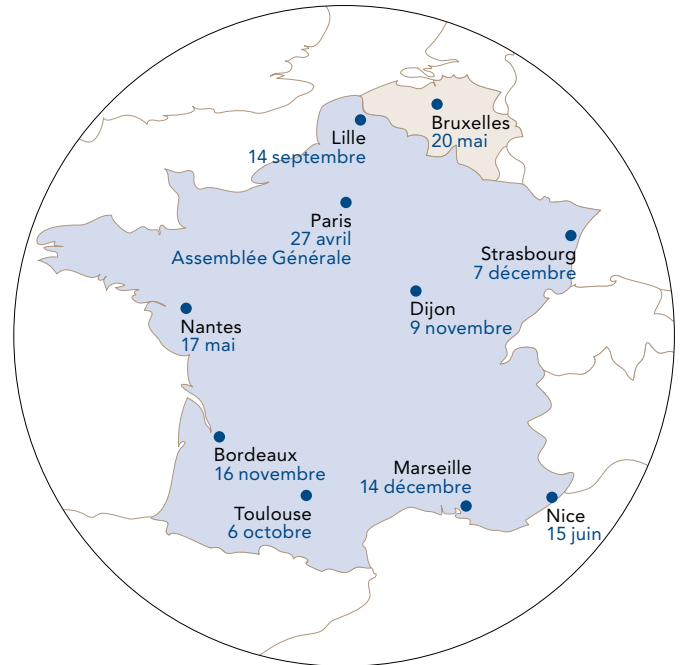 Bruxelles
20 mai
Lille
14 septembre
Paris
27 avril
Assemblée Générale
Strasbourg
7 décembre
Dijon
9 novembre
Nantes
17 mai
Bordeaux
16 novembre
Marseille
14 décembre
Toulouse
6 octobre
Nice
15 juin